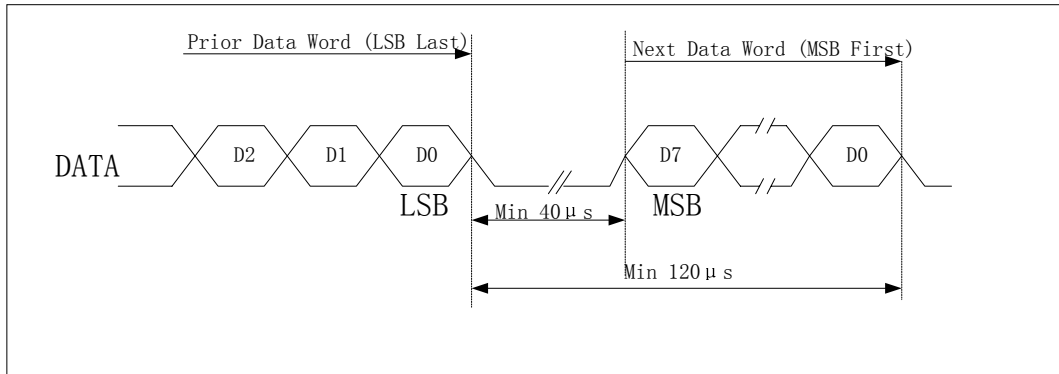 Prior Data Word (LSB Last)
Next Data Word (MSB First)
DATA
D2
D1
D0
D7
D0
LSB
MSB
Min 40μs
Min 120μs